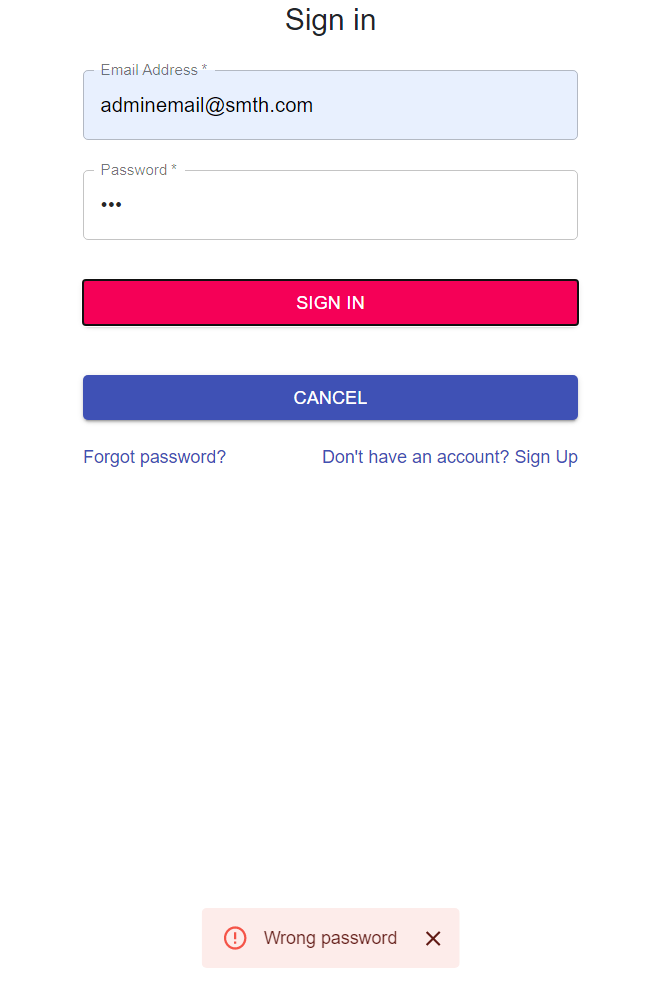 Sign in
Email Address *
adminemail@smth.com
Password *
•••
SIGN IN
CANCEL
Forgot password? Don't have an account? Sign Up
Wrong password